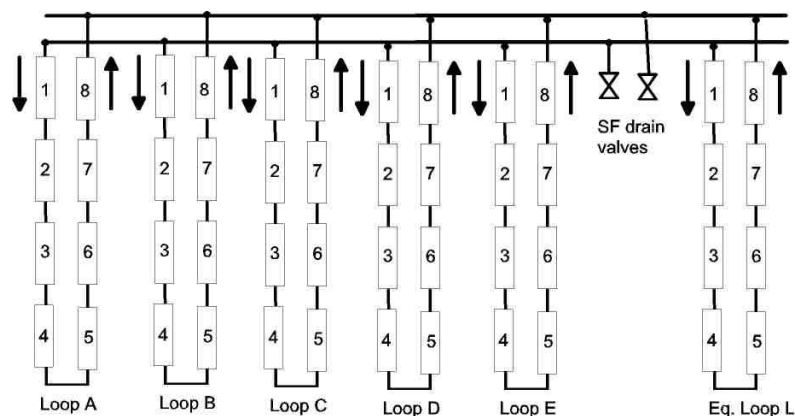 1 8 1 8 1 8 1 8 1 8 1 8
SF drain
valves
2 7 2 7 2 7 2 7 2 7 2 7
3 6 3 6 3 6 3 6 3 6 3 6
4 5 4 5 4 5 4 5 4 5 4 5
Loop A Loop B Loop C Loop D Loop E Eq. Loop L